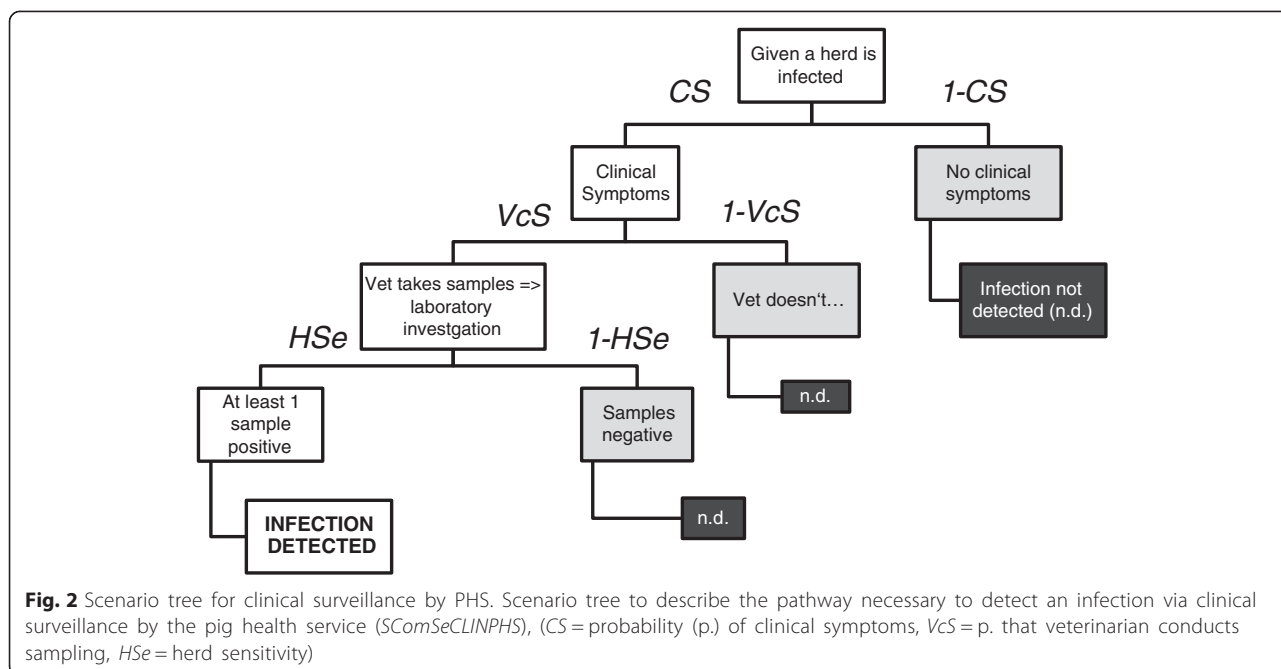 Given a herd is
infected
CS
1-CS
Clinical
Symptoms
No clinical
symptoms
VcS
1-VcS
Vet takes samples =>
laboratory
investgation
Vet doesn‘t…
Infection not
detected (n.d.)
HSe
1-HSe
At least 1
sample
positive
Samples
negative
n.d.
INFECTION
DETECTED
n.d.
Fig. 2 Scenario tree for clinical surveillance by PHS. Scenario tree to describe the pathway necessary to detect an infection via clinical
surveillance by the pig health service (SComSeCLINPHS), (CS = probability (p.) of clinical symptoms, VcS = p. that veterinarian conducts
sampling, HSe = herd sensitivity)